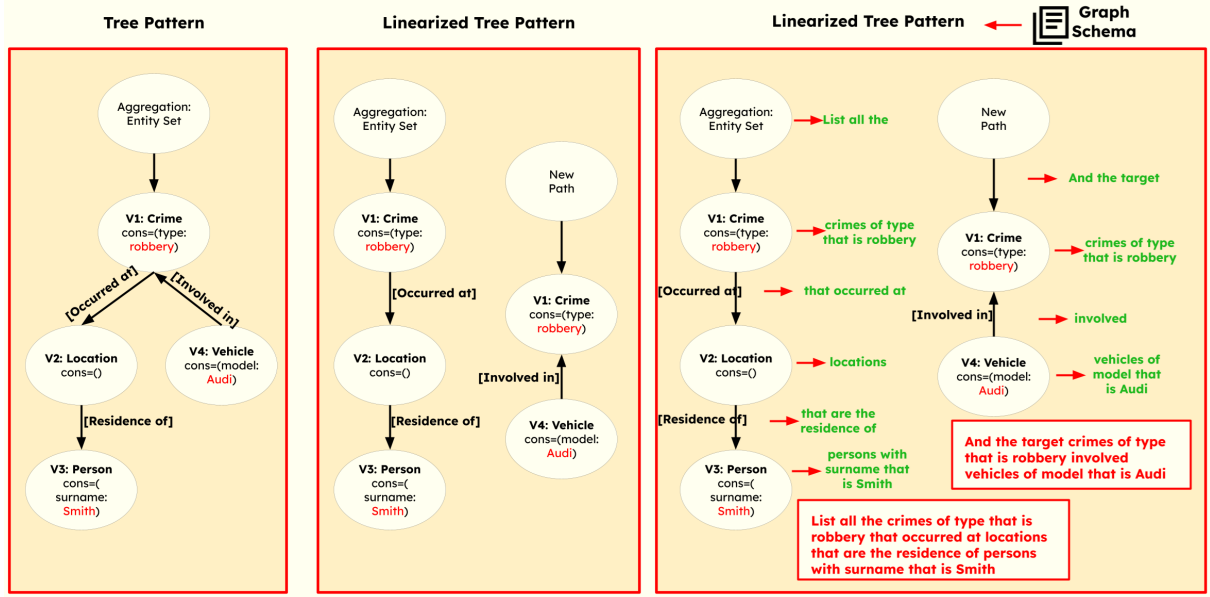 Tree Pattern
Aggregation:
Entity Set
V1: Crime
cons=(type:
robbery)
[Occurred at]
[Involved in]
V2: Location
cons=()
V4: Vehicle
cons=(model:
Audi)
[Residence of]
V3: Person
cons=(
surname:
Smith)
Linearized Tree Pattern
Aggregation:
Entity Set
V1: Crime
cons=(type:
robbery)
[Occurred at]
V2: Location
cons=()
[Residence of]
V3: Person
cons=(
surname:
Smith)
New
Path
V1: Crime
cons=(type:
robbery)
[Involved in]
V4: Vehicle
cons=(model:
Audi)
Linearized Tree Pattern
Graph
Schema
Aggregation:
Entity Set
List all the
V1: Crime
cons=(type:
robbery)
crimes of type
that is robbery
[Occurred at]
that occurred at
V2: Location
cons=()
locations
[Residence of]
that are the
residence of
V3: Person
cons=(
surname:
Smith)
persons with
surname that
is Smith
New
Path
And the target
V1: Crime
cons=(type:
robbery)
crimes of type
that is robbery
[Involved in]
involved
V4: Vehicle
cons=(model:
Audi)
vehicles of
model that
is Audi
And the target crimes of type
that is robbery involved
vehicles of model that is Audi
List all the crimes of type that is
robbery that occurred at locations
that are the residence of persons
with surname that is Smith